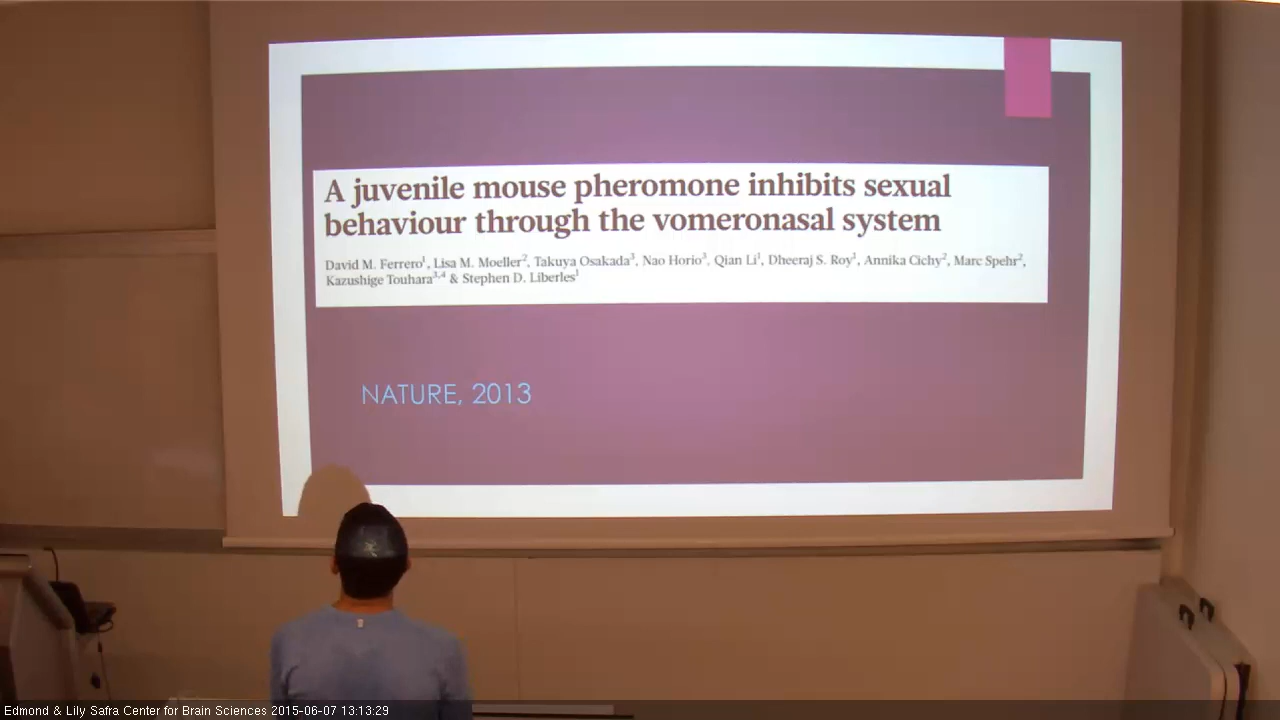 A juvenile mouse pheromone inhibits sexual
behaviour through the vomeronasal system
David M. Ferrero¹, Lisa M. Moeller², Takuya Osakada³, Nao Horio³, Qian Li¹, Dheeraj S. Roy¹, Annika Cichy², Marc Spehr²,
Kazushige Touhara³,⁴ & Stephen D. Liberles¹
NATURE, 2013
Edmond & Lily Safra Center for Brain Sciences 2015-06-07 13:13:29